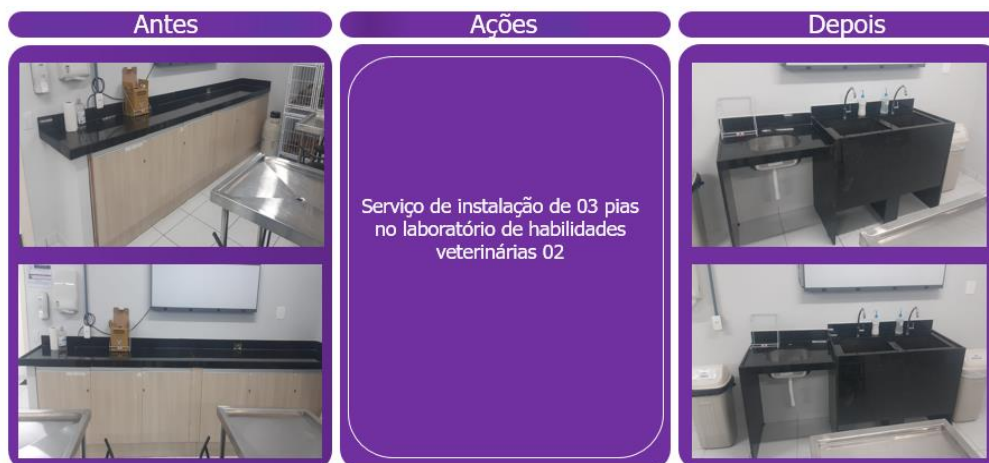 Antes
Ações
Depois
Serviço de instalação de 03 pias
no laboratório de habilidades
veterinárias 02